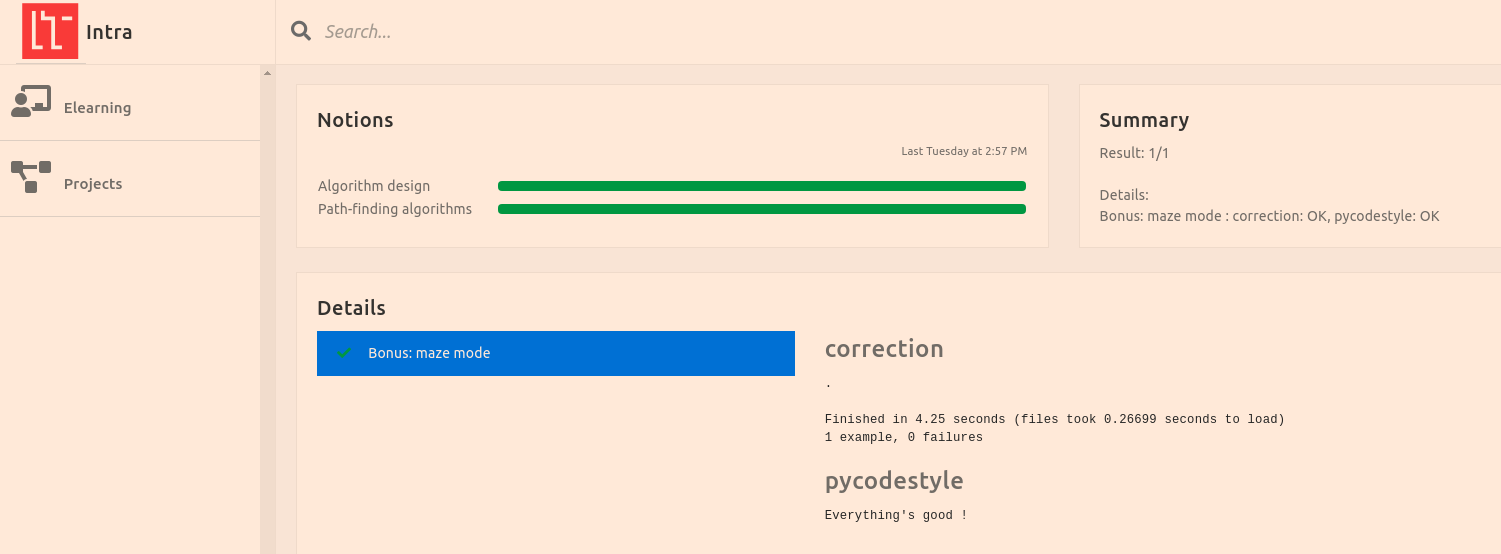 Intra
Search...
Elearning
Projects
Notions
Last Tuesday at 2:57 PM
Algorithm design
Path-finding algorithms
Summary
Result: 1/1
Details:
Bonus: maze mode : correction: OK, pycodestyle: OK
Details
Bonus: maze mode
correction
.
Finished in 4.25 seconds (files took 0.26699 seconds to load)
1 example, 0 failures
pycodestyle
Everything's good !